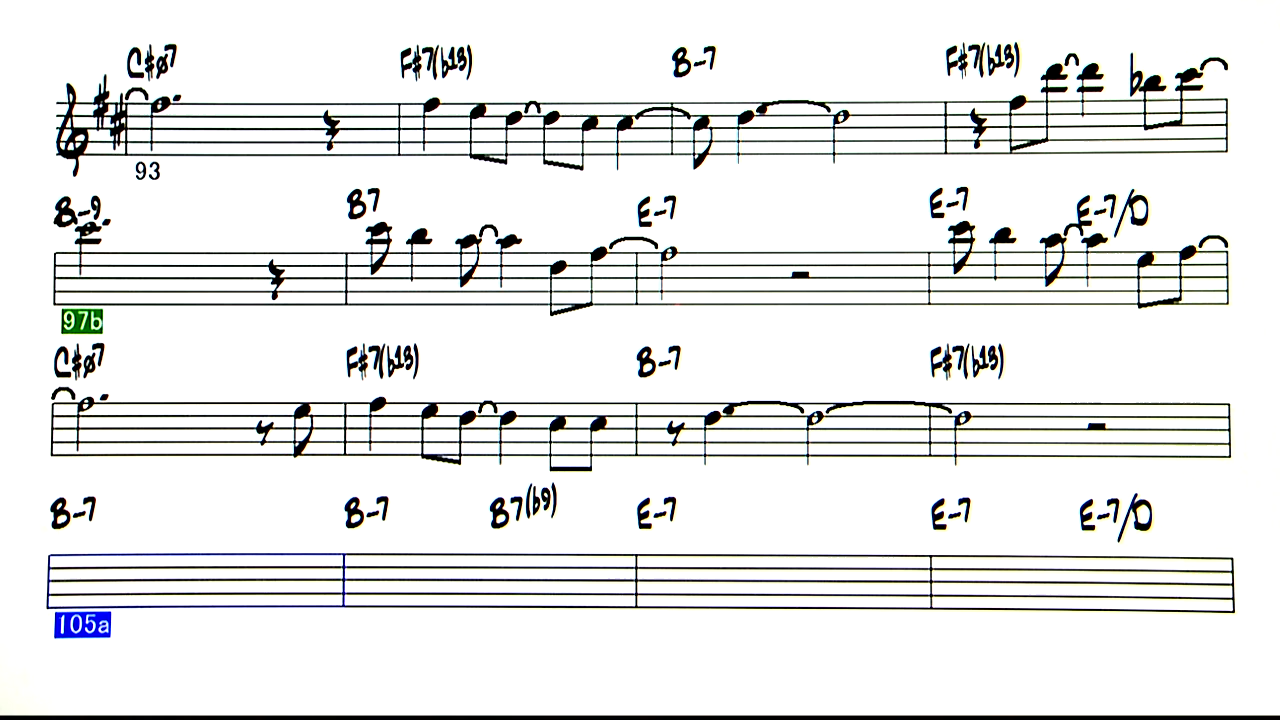 C#ø7 F#7(b13) B-7 F#7(b13)
93
B-9 B7 E-7 E-7 E-7/D
97b
C#ø7 F#7(b13) B-7 F#7(b13)
B-7 B-7 B7(b9) E-7 E-7 E-7/D
105a